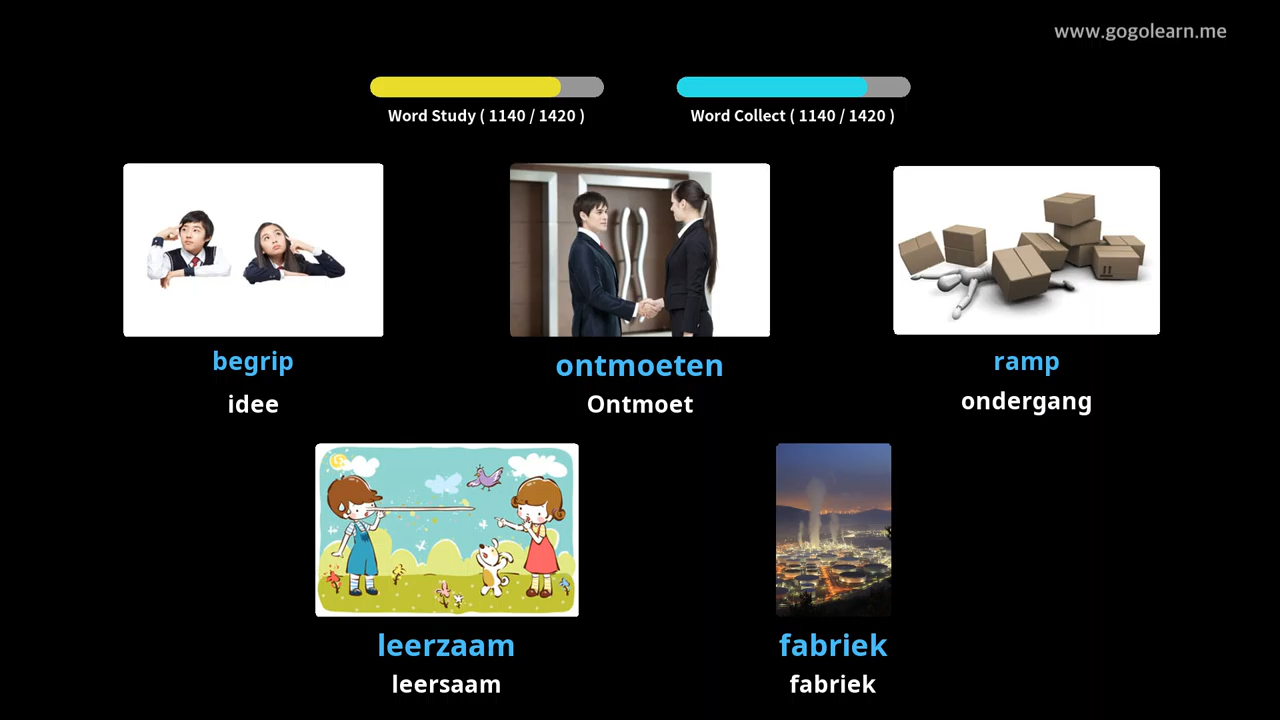 www.gogolearn.me
Word Study ( 1140 / 1420 )
Word Collect ( 1140 / 1420 )
begrip
idee
ontmoeten
Ontmoet
ramp
ondergang
leerzaam
leersaam
fabriek
fabriek